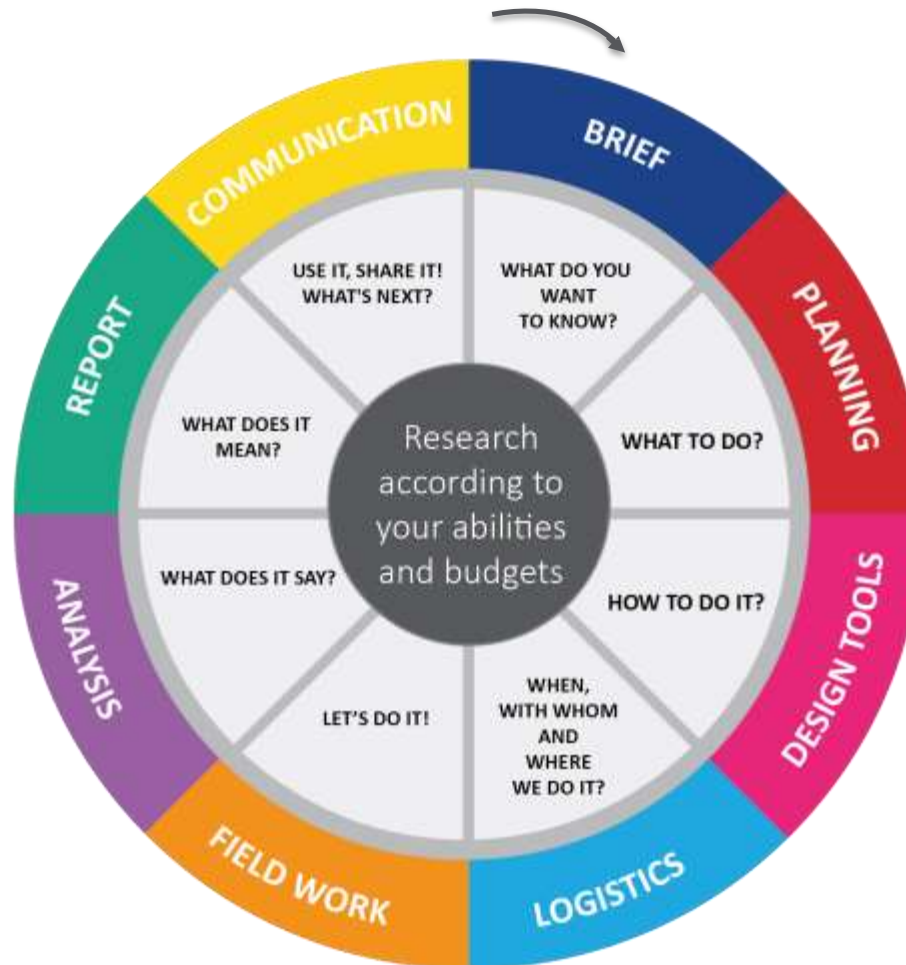 BRIEF
WHAT DO YOU
WANT
TO KNOW?
PLANNING
WHAT TO DO?
DESIGN TOOLS
HOW TO DO IT?
LOGISTICS
WHEN,
WITH WHOM
AND
WHERE
WE DO IT?
FIELD WORK
LET'S DO IT!
ANALYSIS
WHAT DOES IT SAY?
REPORT
WHAT DOES IT
MEAN?
COMMUNICATION
USE IT, SHARE IT!
WHAT'S NEXT?
Research
according to
your abilities
and budgets